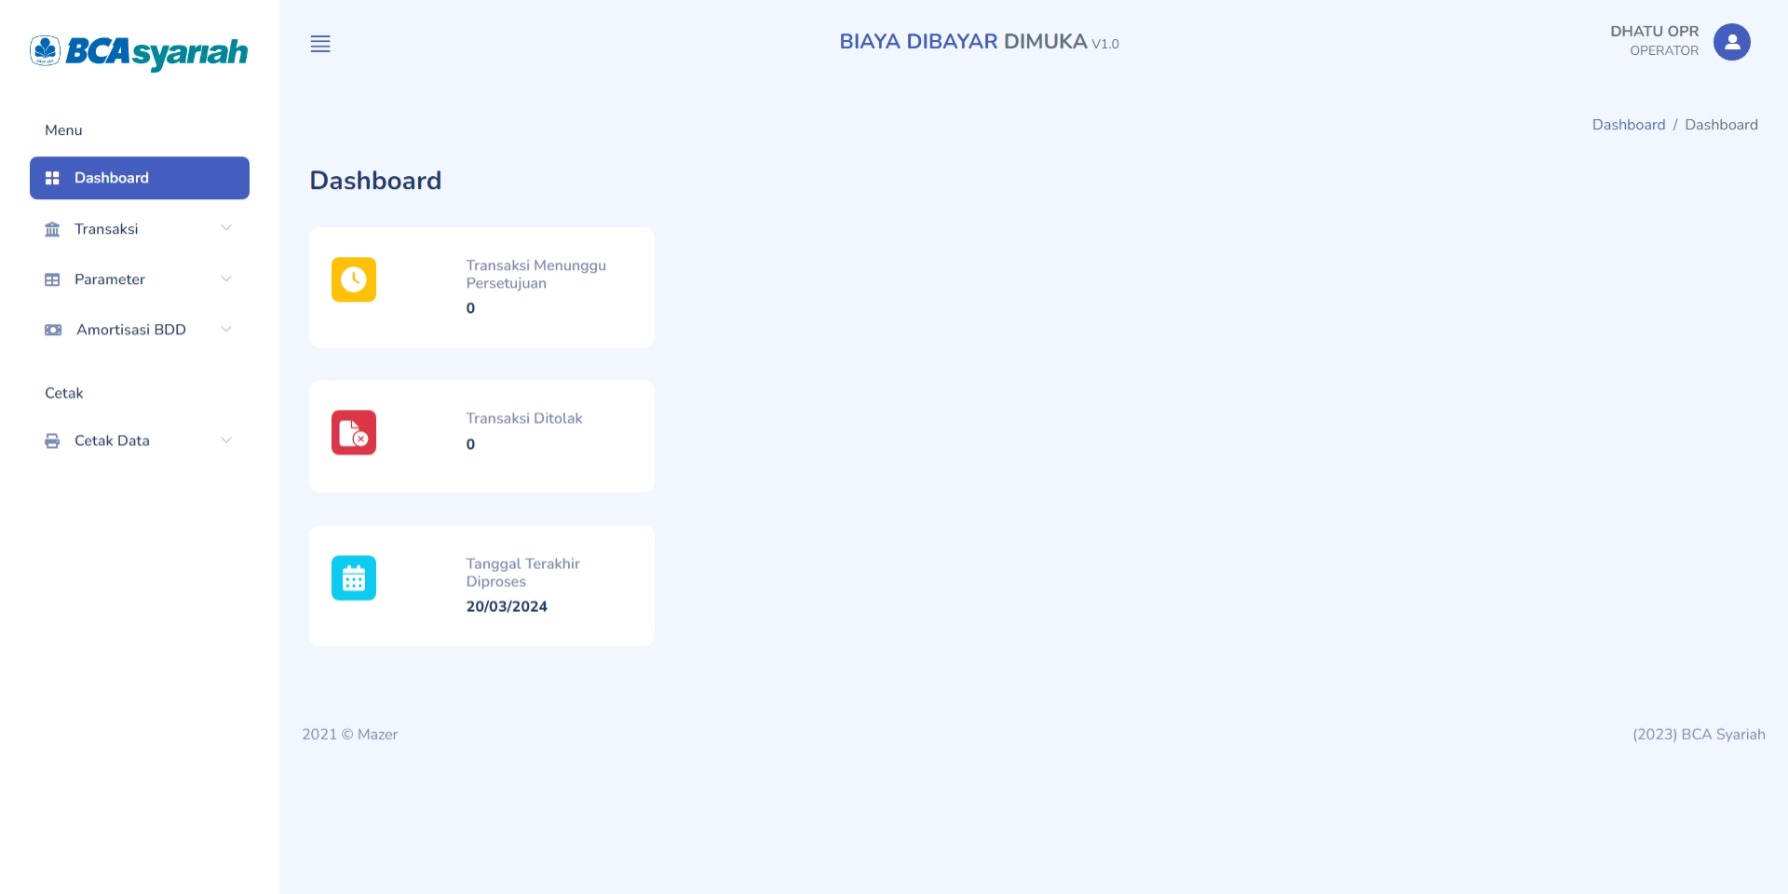 BCAsyariah
BIAYA DIBAYAR DIMUKA V1.0
DHATU OPR
OPERATOR
Menu
Dashboard
Transaksi
Parameter
Amortisasi BDD
Cetak
Cetak Data
Dashboard / Dashboard
Dashboard
Transaksi Menunggu
Persetujuan
0
Transaksi Ditolak
0
Tanggal Terakhir
Diproses
20/03/2024
2021 © Mazer
(2023) BCA Syariah